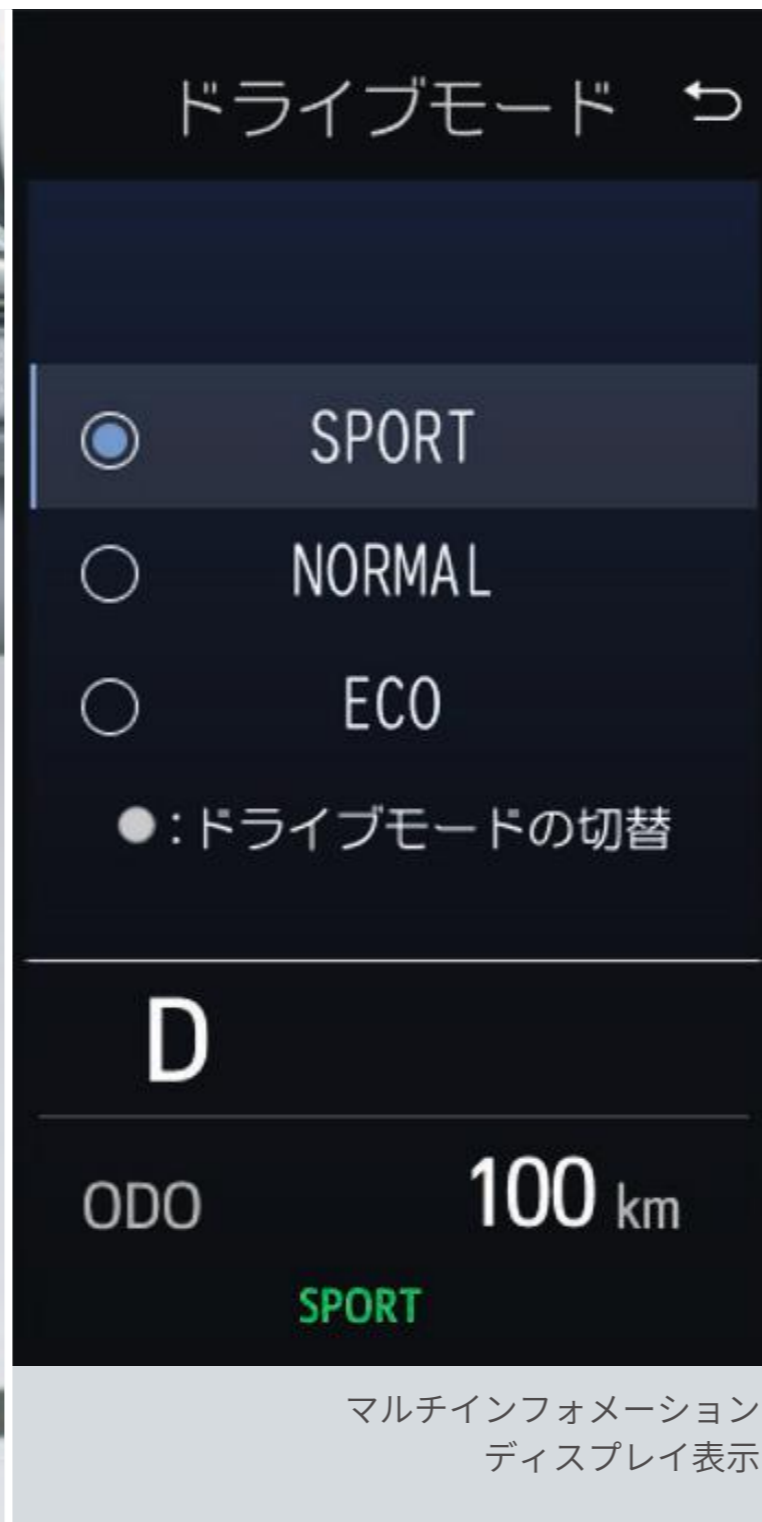 ドライブモード
SPORT
NORMAL
ECO
●:ドライブモードの切替
D
ODO 100 km
SPORT
マルチインフォメーション
ディスプレイ表示